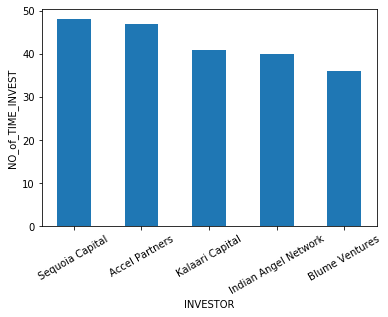 50
40
30
20
10
0
NO_of_TIME_INVEST
Sequoia Capital
Accel Partners
Kalaari Capital
Indian Angel Network
Blume Ventures
INVESTOR